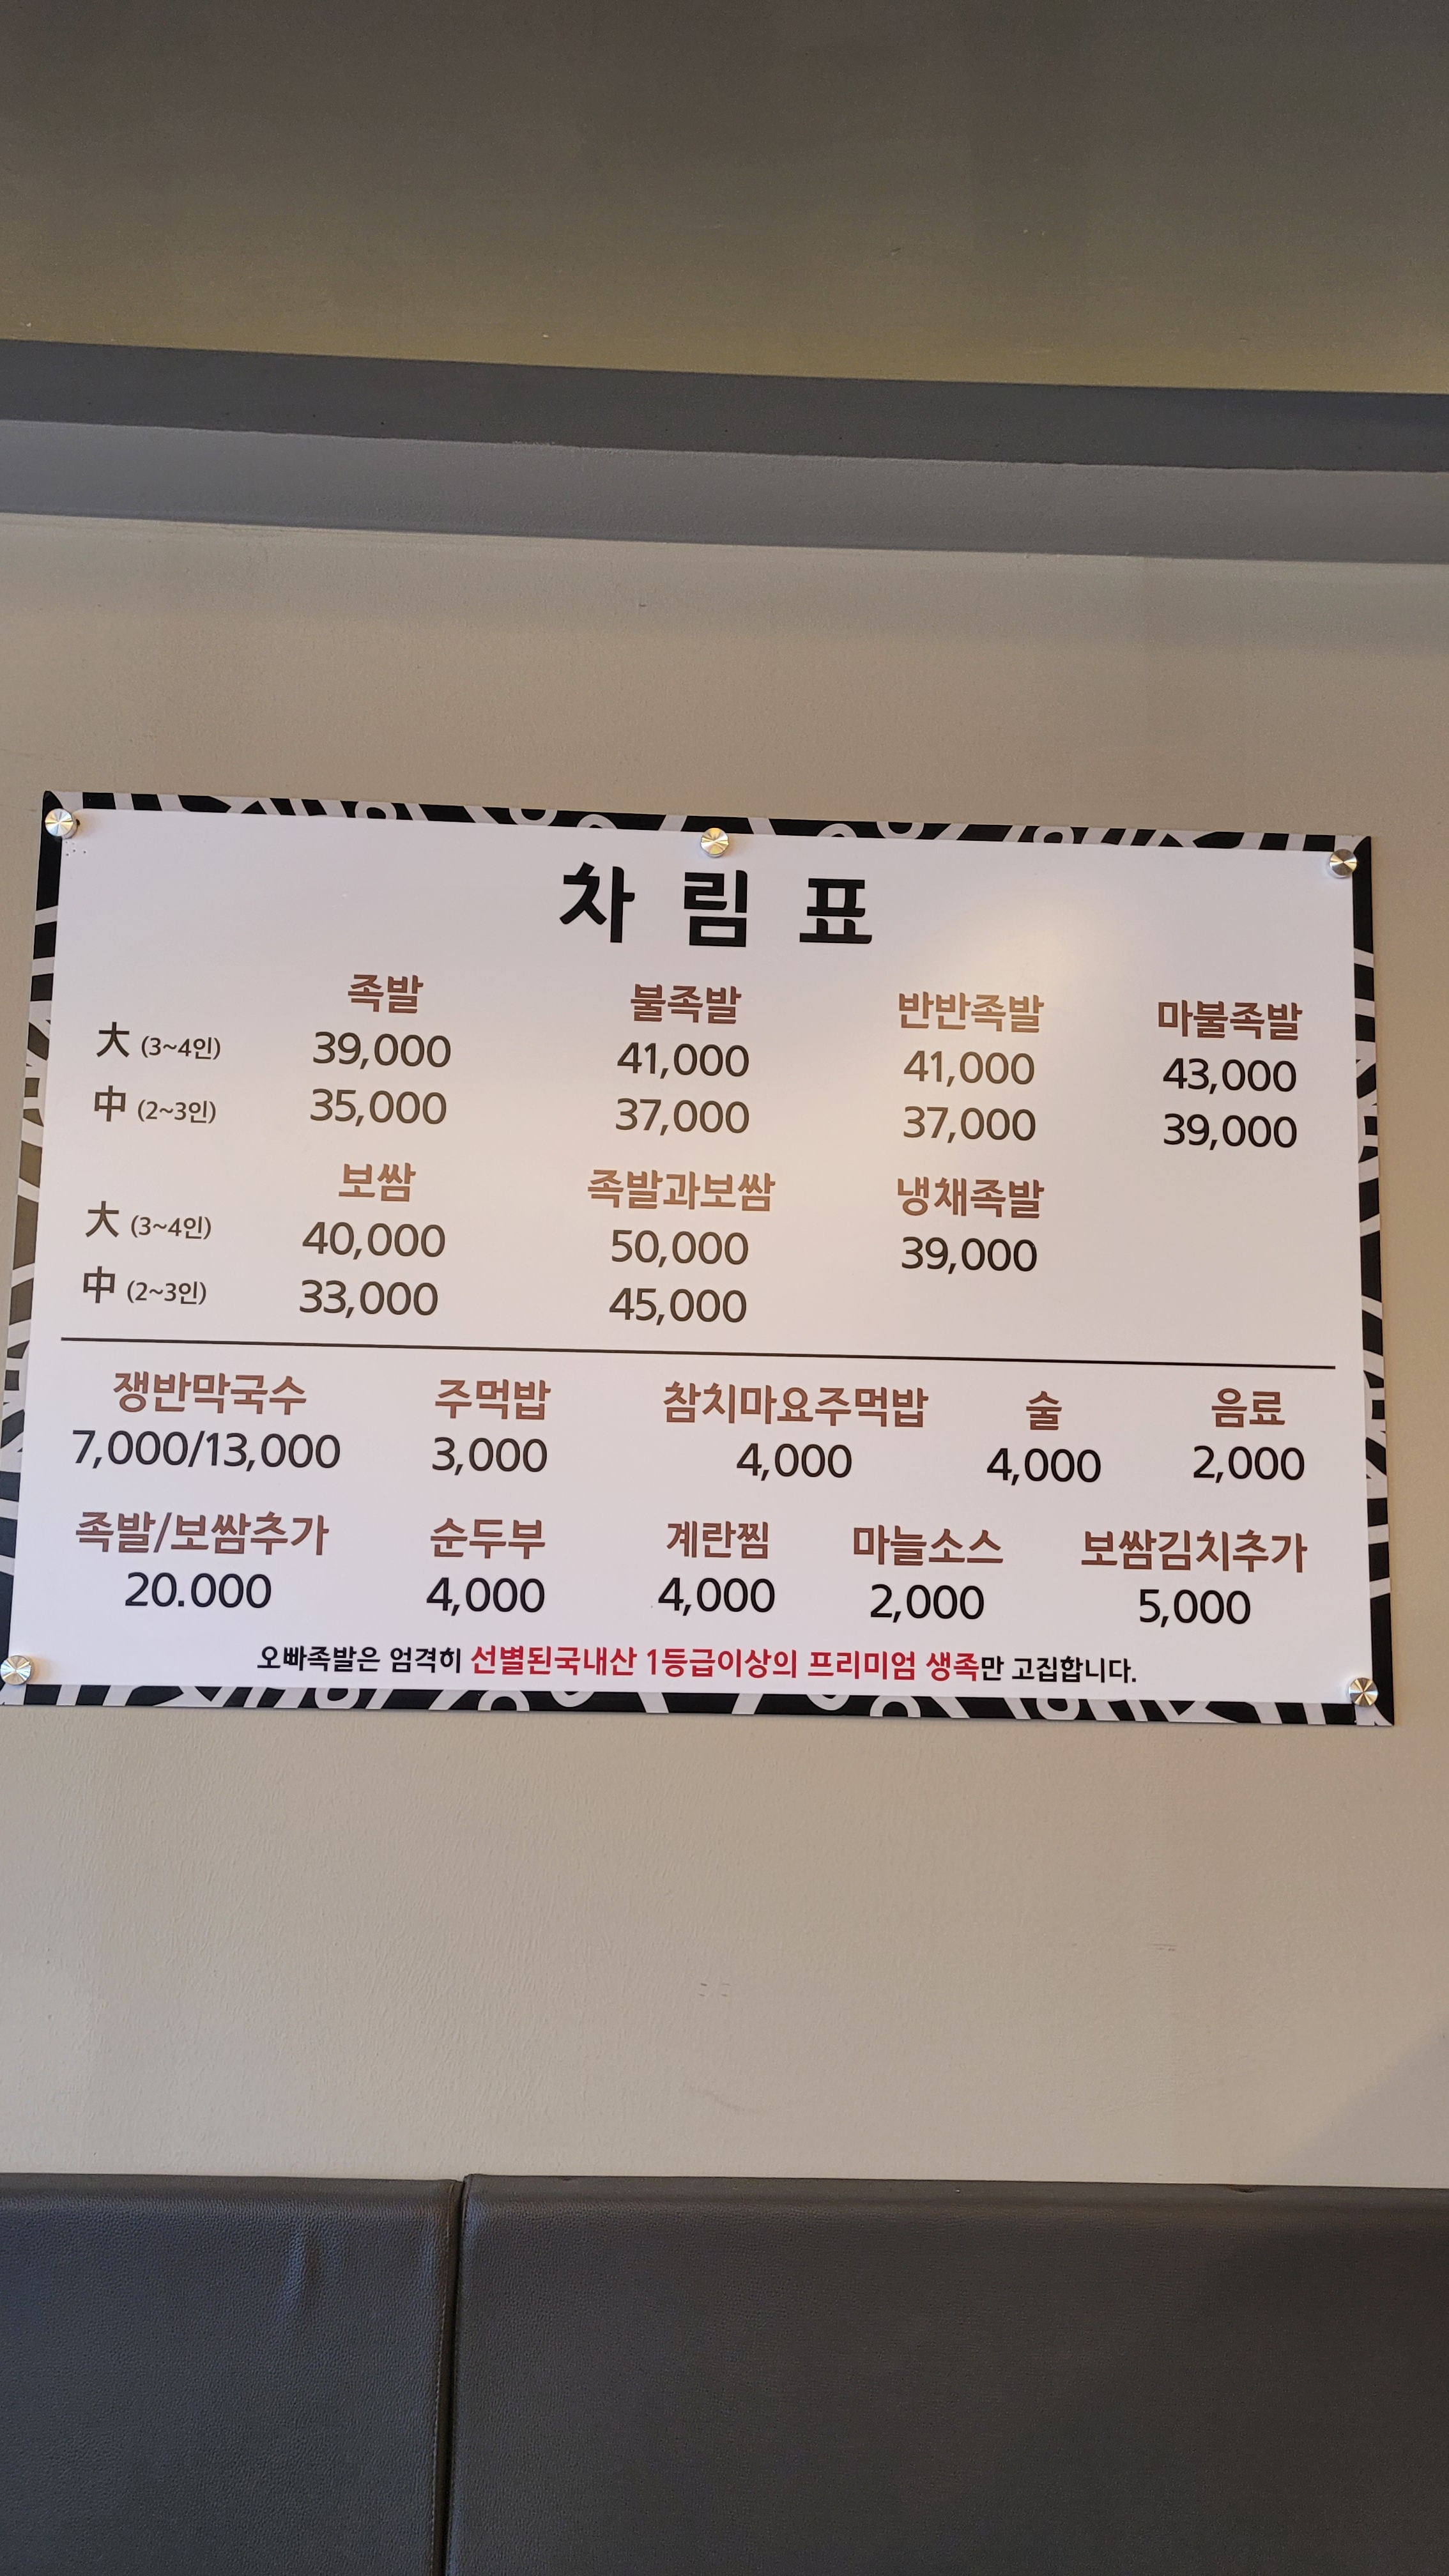 차림표
족발 불족발 반반족발 마불족발
大 (3~4인) 39,000 41,000 41,000 43,000
中 (2~3인) 35,000 37,000 37,000 39,000
보쌈 족발과보쌈 냉채족발
大 (3~4인) 40,000 50,000 39,000
中 (2~3인) 33,000 45,000
쟁반막국수 주먹밥 참치마요주먹밥 술 음료
7,000/13,000 3,000 4,000 4,000 2,000
족발/보쌈추가 순두부 계란찜 마늘소스 보쌈김치추가
20.000 4,000 4,000 2,000 5,000
오빠족발은 엄격히 선별된국내산 1등급이상의 프리미엄 생족만 고집합니다.